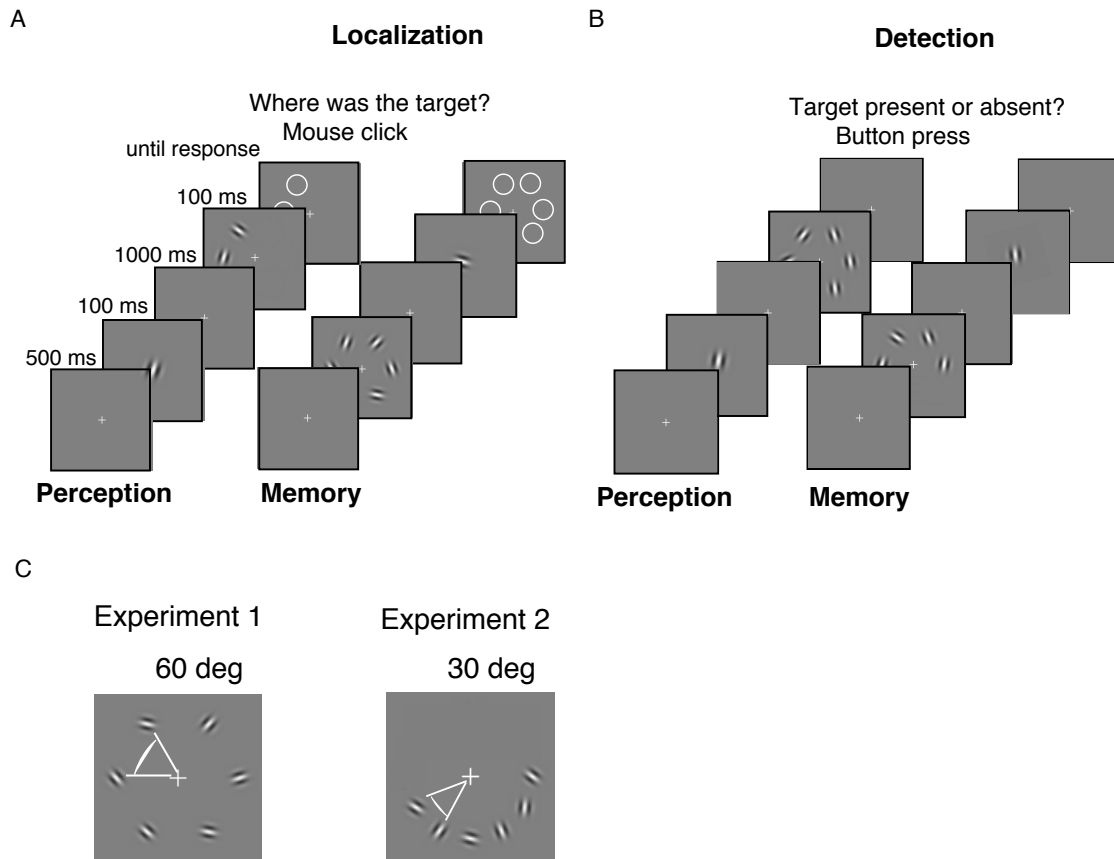 A
Localization
Where was the target?
Mouse click
until response
100 ms
1000 ms
100 ms
500 ms
Perception
Memory
B
Detection
Target present or absent?
Button press
Perception
Memory
C
Experiment 1
60 deg
Experiment 2
30 deg